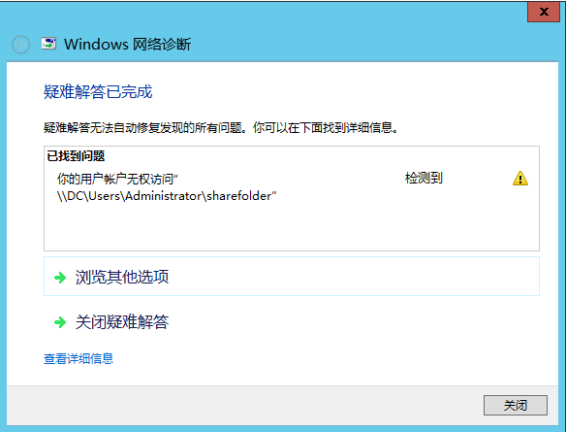 x
Windows 网络诊断
疑难解答已完成
疑难解答无法自动修复发现的所有问题。你可以在下面找到详细信息。
已找到问题
你的用户帐户无权访问" 检测到
\\DC\Users\Administrator\sharefolder"
浏览其他选项
关闭疑难解答
查看详细信息
关闭